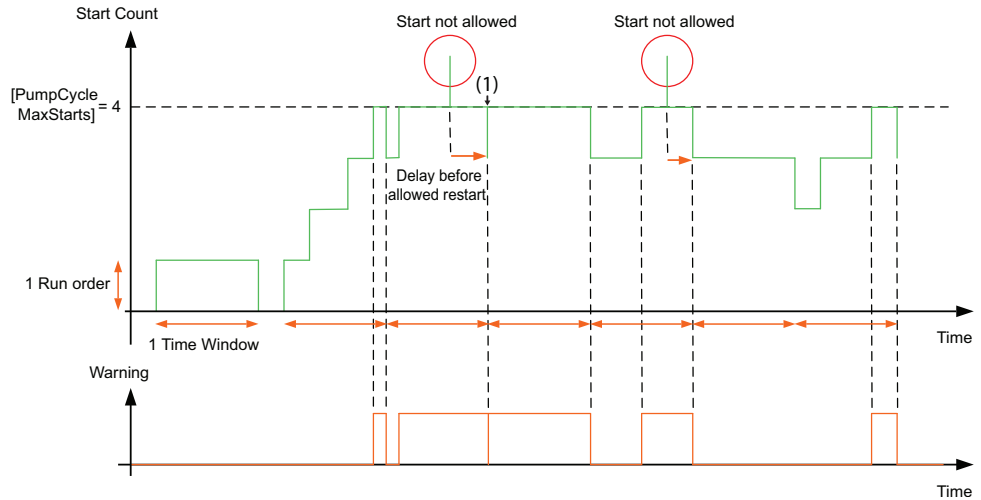 Start Count
Start not allowed
Start not allowed
(1)
[PumpCycle
MaxStarts] = 4
Delay before
allowed restart
1 Run order
1 Time Window
Time
Warning
Time